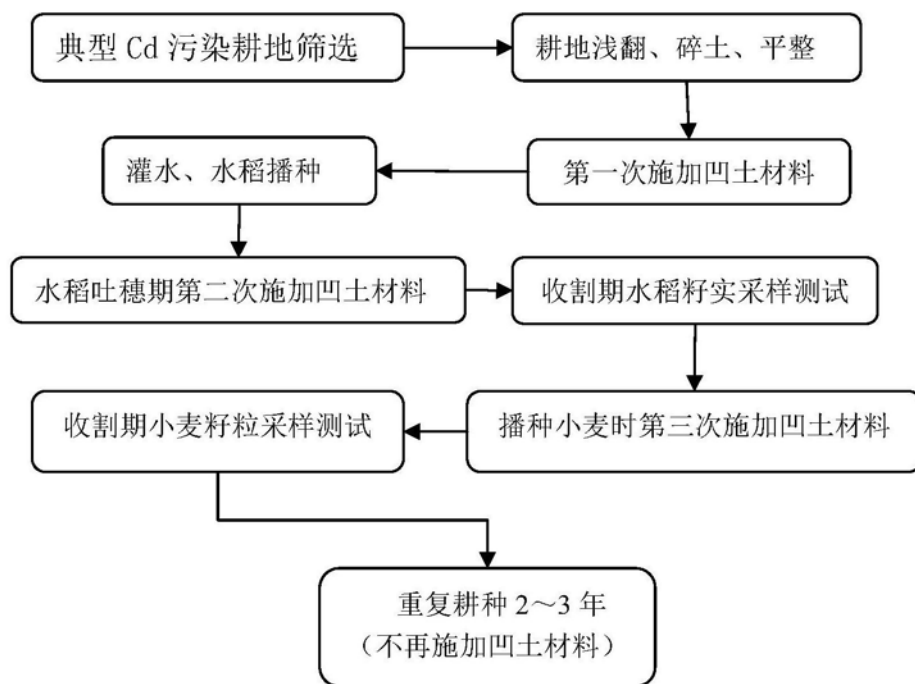 典型 Cd 污染耕地筛选
耕地浅翻、碎土、平整
第一次施加凹土材料
灌水、水稻播种
水稻吐穗期第二次施加凹土材料
收割期水稻籽实采样测试
播种小麦时第三次施加凹土材料
收割期小麦籽粒采样测试
重复耕种 2～3 年
（不再施加凹土材料）